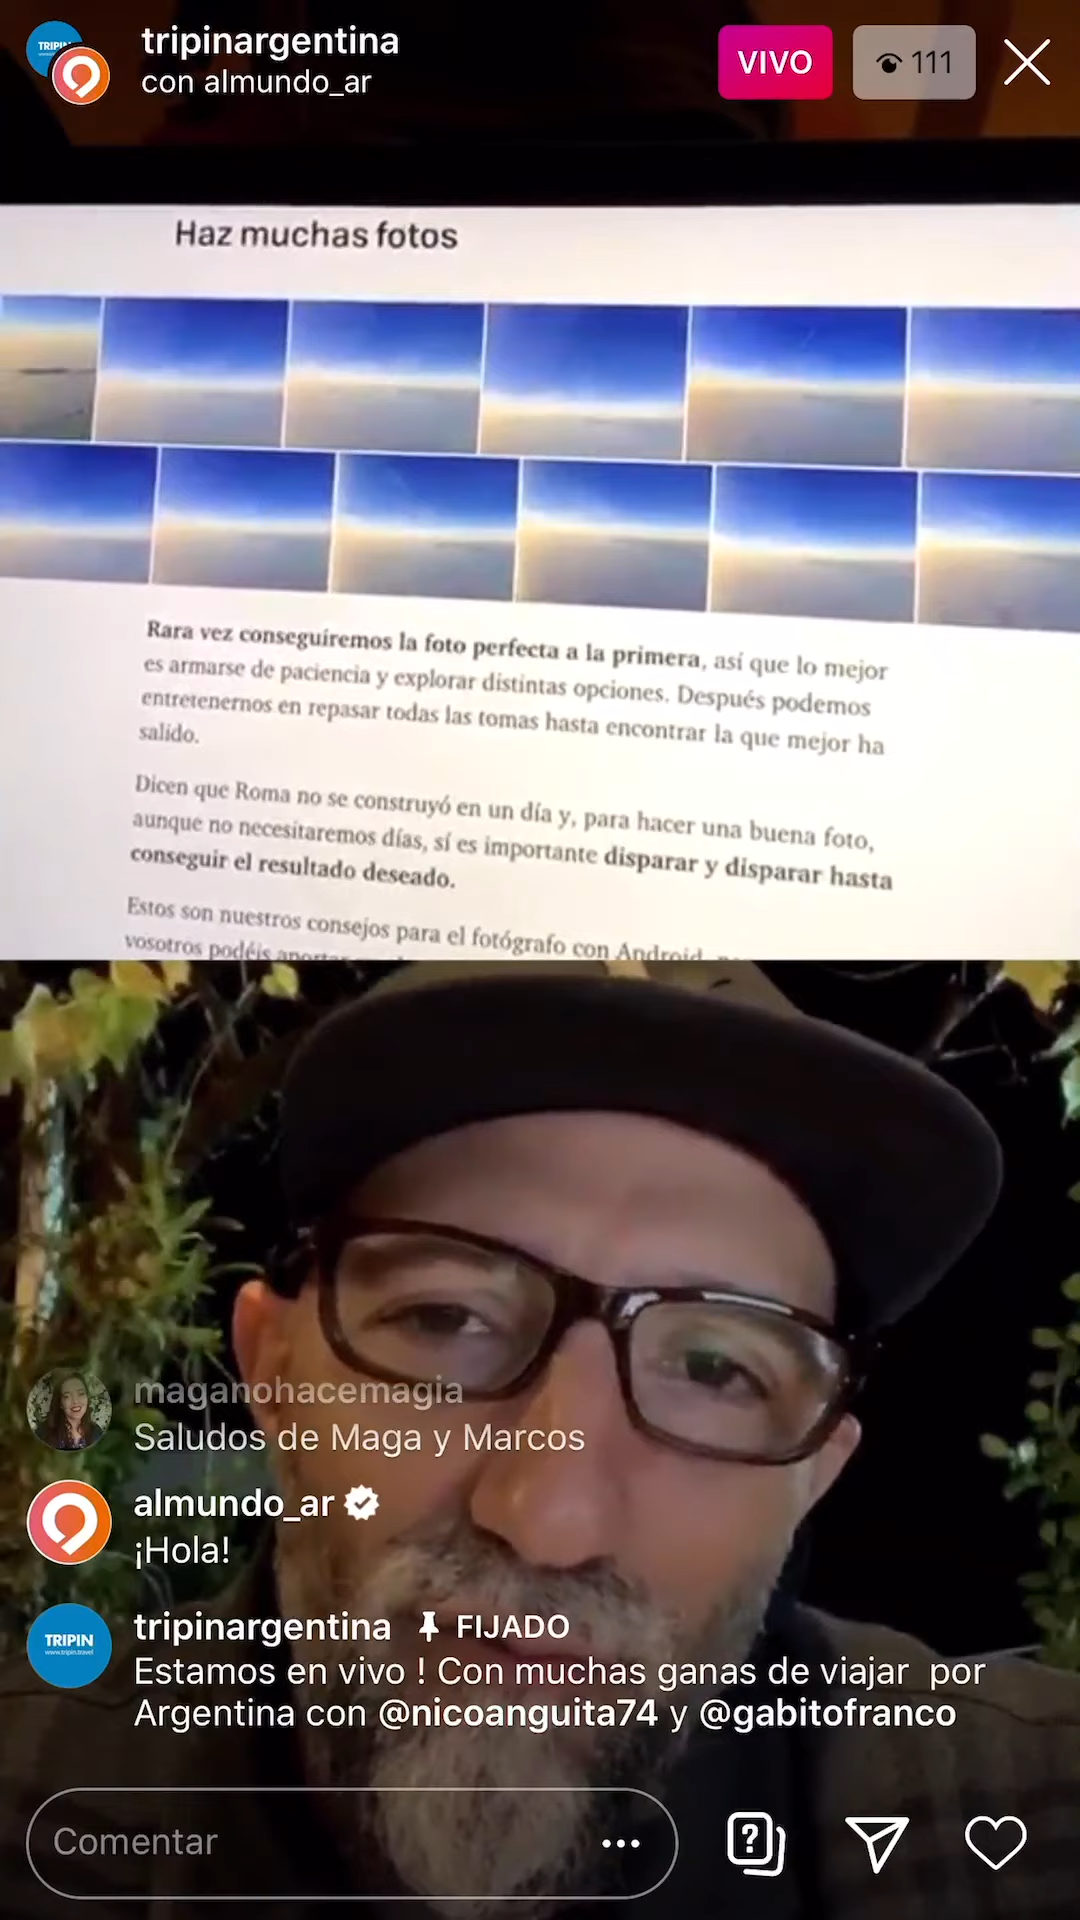 TRIPIN
tripinargentina
con almundo_ar
VIVO
111
Haz muchas fotos
Rara vez conseguiremos la foto perfecta a la primera, así que lo mejor
es armarse de paciencia y explorar distintas opciones. Después podemos
entretenernos en repasar todas las tomas hasta encontrar la que mejor ha
salido.
Dicen que Roma no se construyó en un día y, para hacer una buena foto,
aunque no necesitaremos días, sí es importante disparar y disparar hasta
conseguir el resultado deseado.
Estos son nuestros consejos para el fotógrafo con Android
vosotros podéis
maganohacemagia
Saludos de Maga y Marcos
almundo_ar
¡Hola!
tripinargentina FIJADO
TRIPIN
www.tripin.travel
Estamos en vivo ! Con muchas ganas de viajar por
Argentina con @nicoanguita74 y @gabitofranco
Comentar